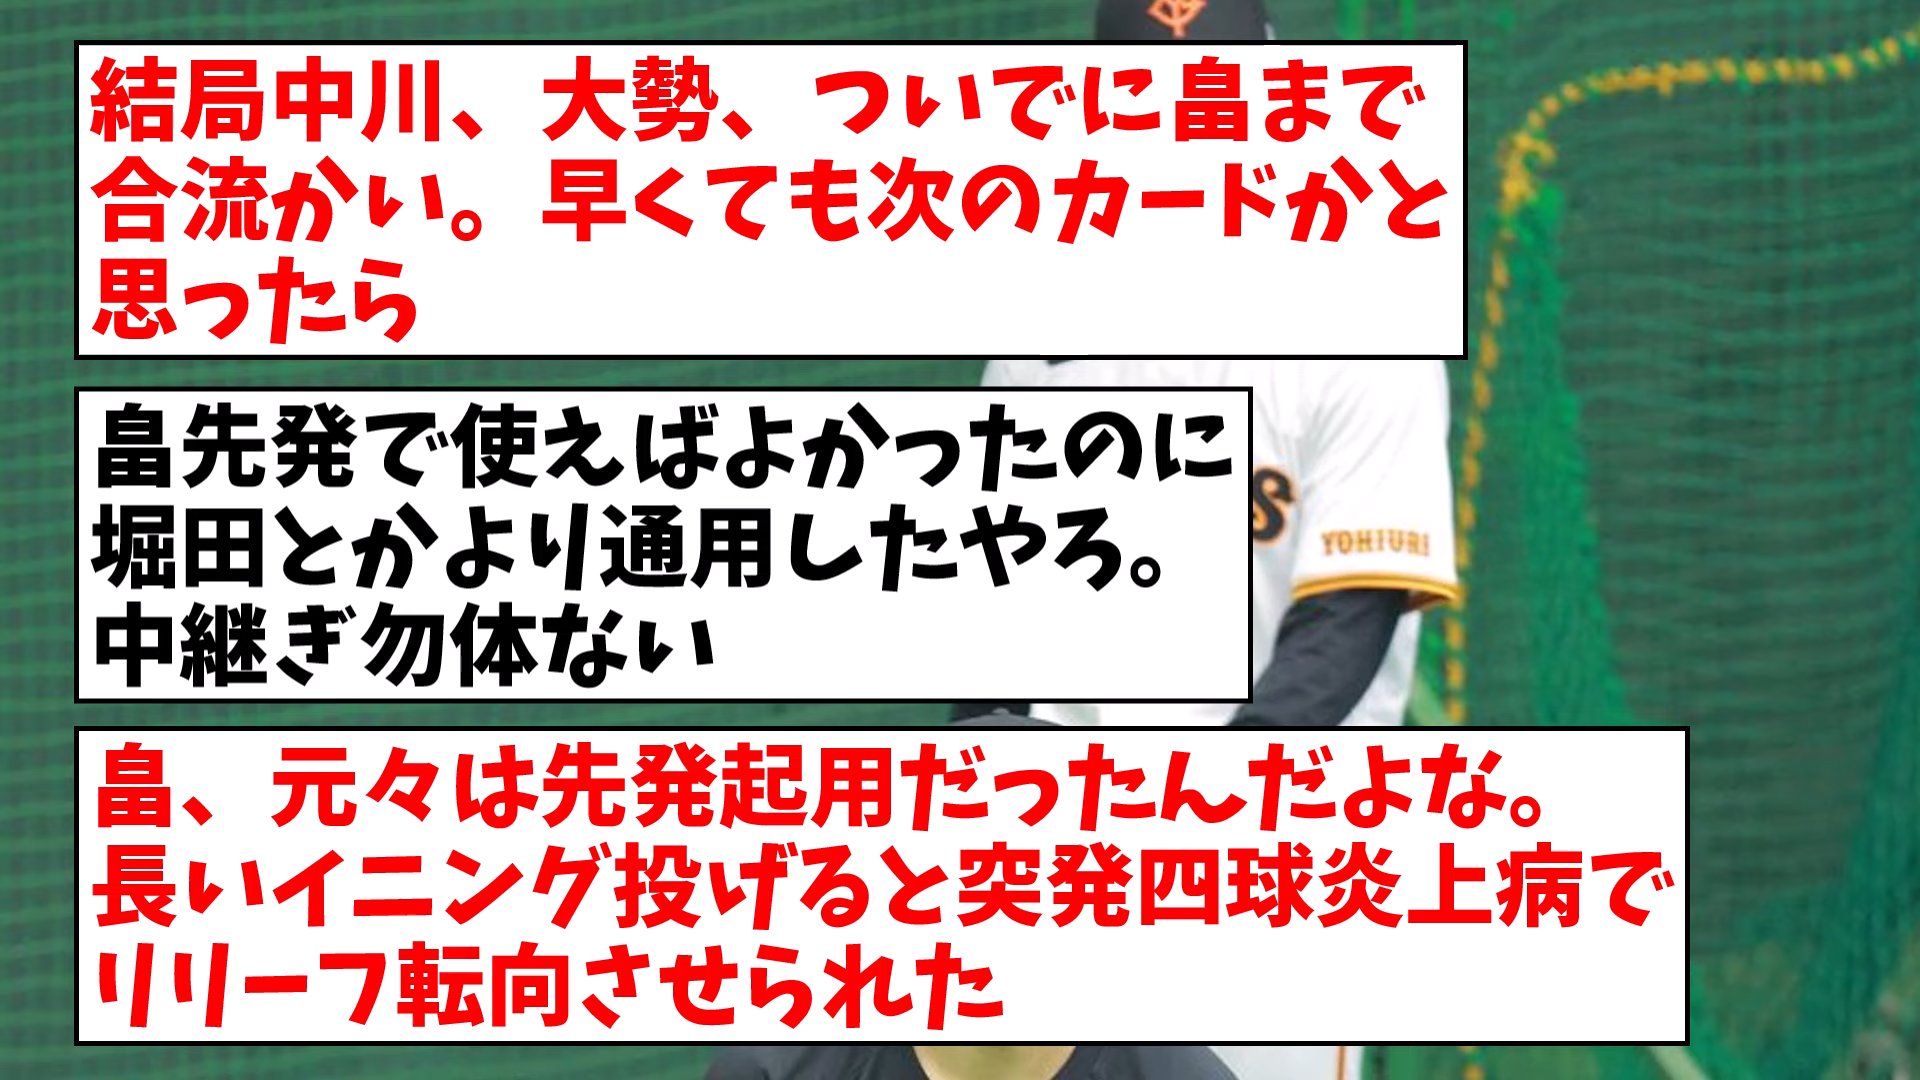 結局中川、大勢、ついでに畠まで
合流かい。早くても次のカードかと
思ったら
畠先発で使えばよかったのに
堀田とかより通用したやろ。
中継ぎ勿体ない
YOMIURI
畠、元々は先発起用だったんだよな。
長いイニング投げると突発四球炎上病で
リリーフ転向させられた